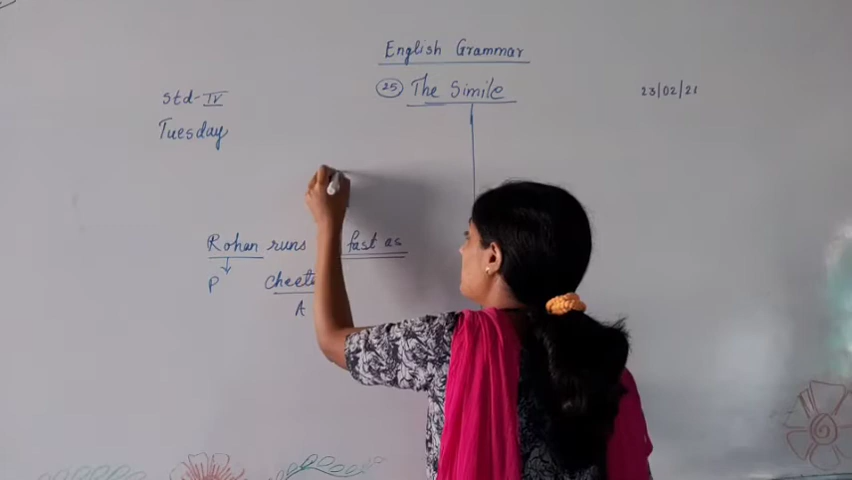 English Grammar
25 The Simile
Std-IV
23/02/21
Tuesday
Rohan runs fast as
P
A